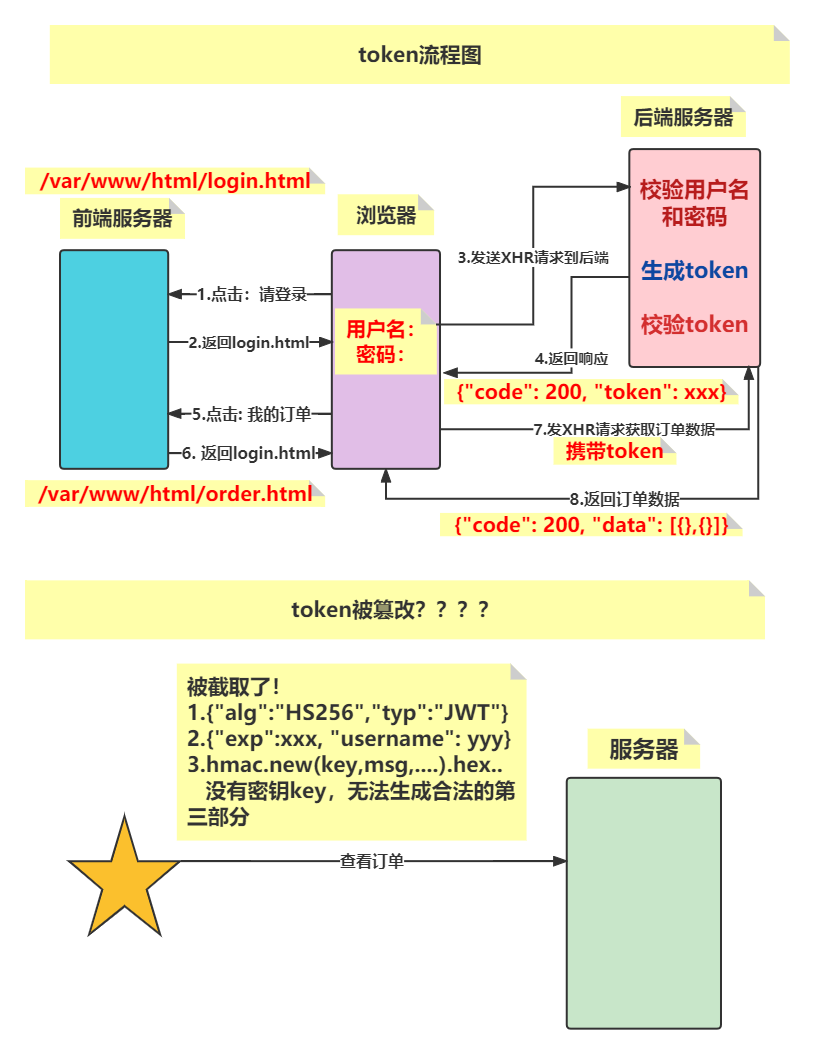 token流程图
后端服务器
/var/www/html/login.html
前端服务器
浏览器
校验用户名
和密码
生成token
校验token
3.发送XHR请求到后端
1.点击：请登录
2.返回login.html
用户名：
密码：
4.返回响应
{"code": 200, "token": xxx}
5.点击: 我的订单
7.发XHR请求获取订单数据
携带token
6. 返回login.html
/var/www/html/order.html
8.返回订单数据
{"code": 200, "data": [{},{}]}
token被篡改？？？？
被截取了！
1.{"alg":"HS256","typ":"JWT"}
2.{"exp":xxx, "username": yyy}
3.hmac.new(key,msg,....).hex..
没有密钥key，无法生成合法的第
三部分
服务器
查看订单